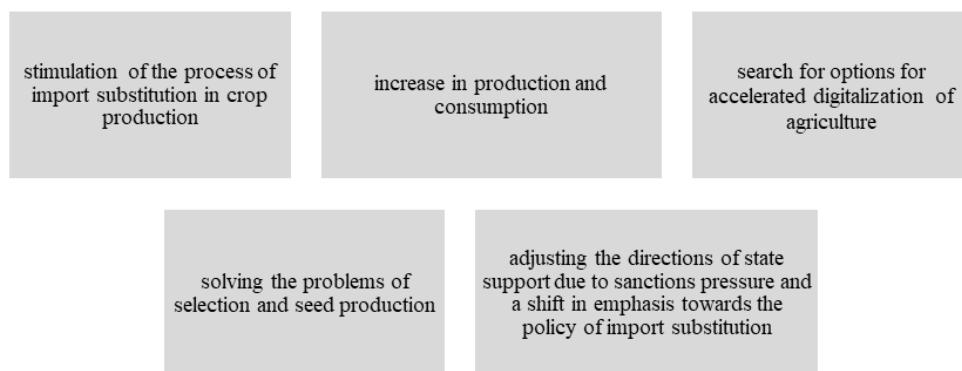 stimulation of the process of
import substitution in crop
production
increase in production and
consumption
search for options for
accelerated digitalization of
agriculture
solving the problems of
selection and seed production
adjusting the directions of state
support due to sanctions pressure and
a shift in emphasis towards the
policy of import substitution